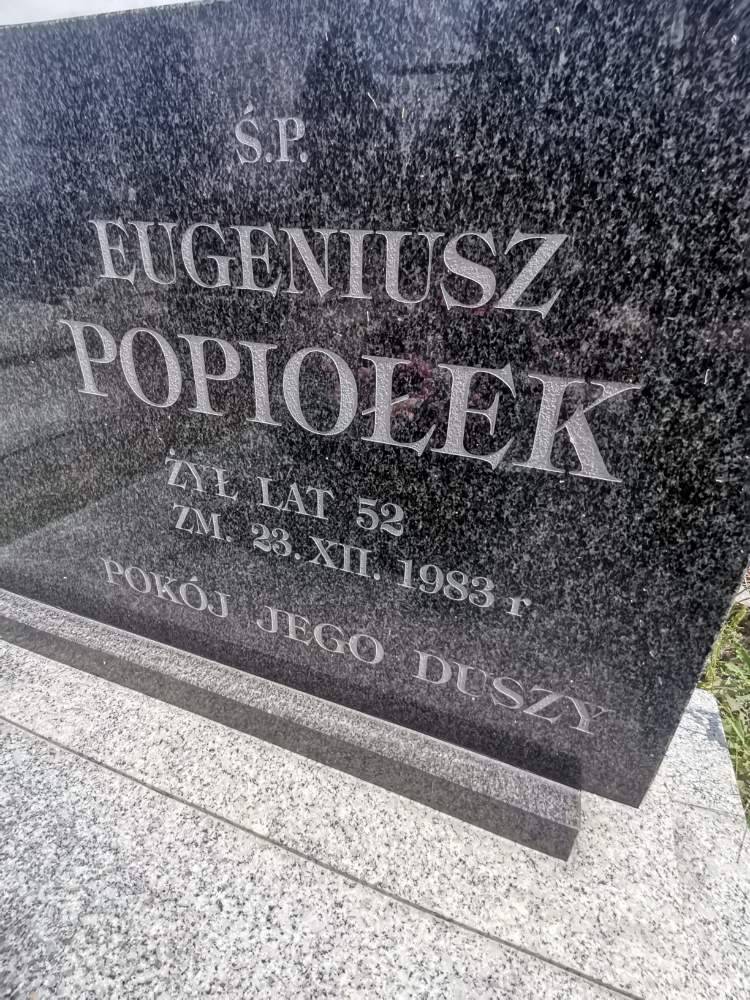 Ś.P.
EUGENIUSZ
POPIOŁEK
ŻYŁ LAT 52
ZM. 23.XII.1983 r
POKÓJ JEGO DUSZY